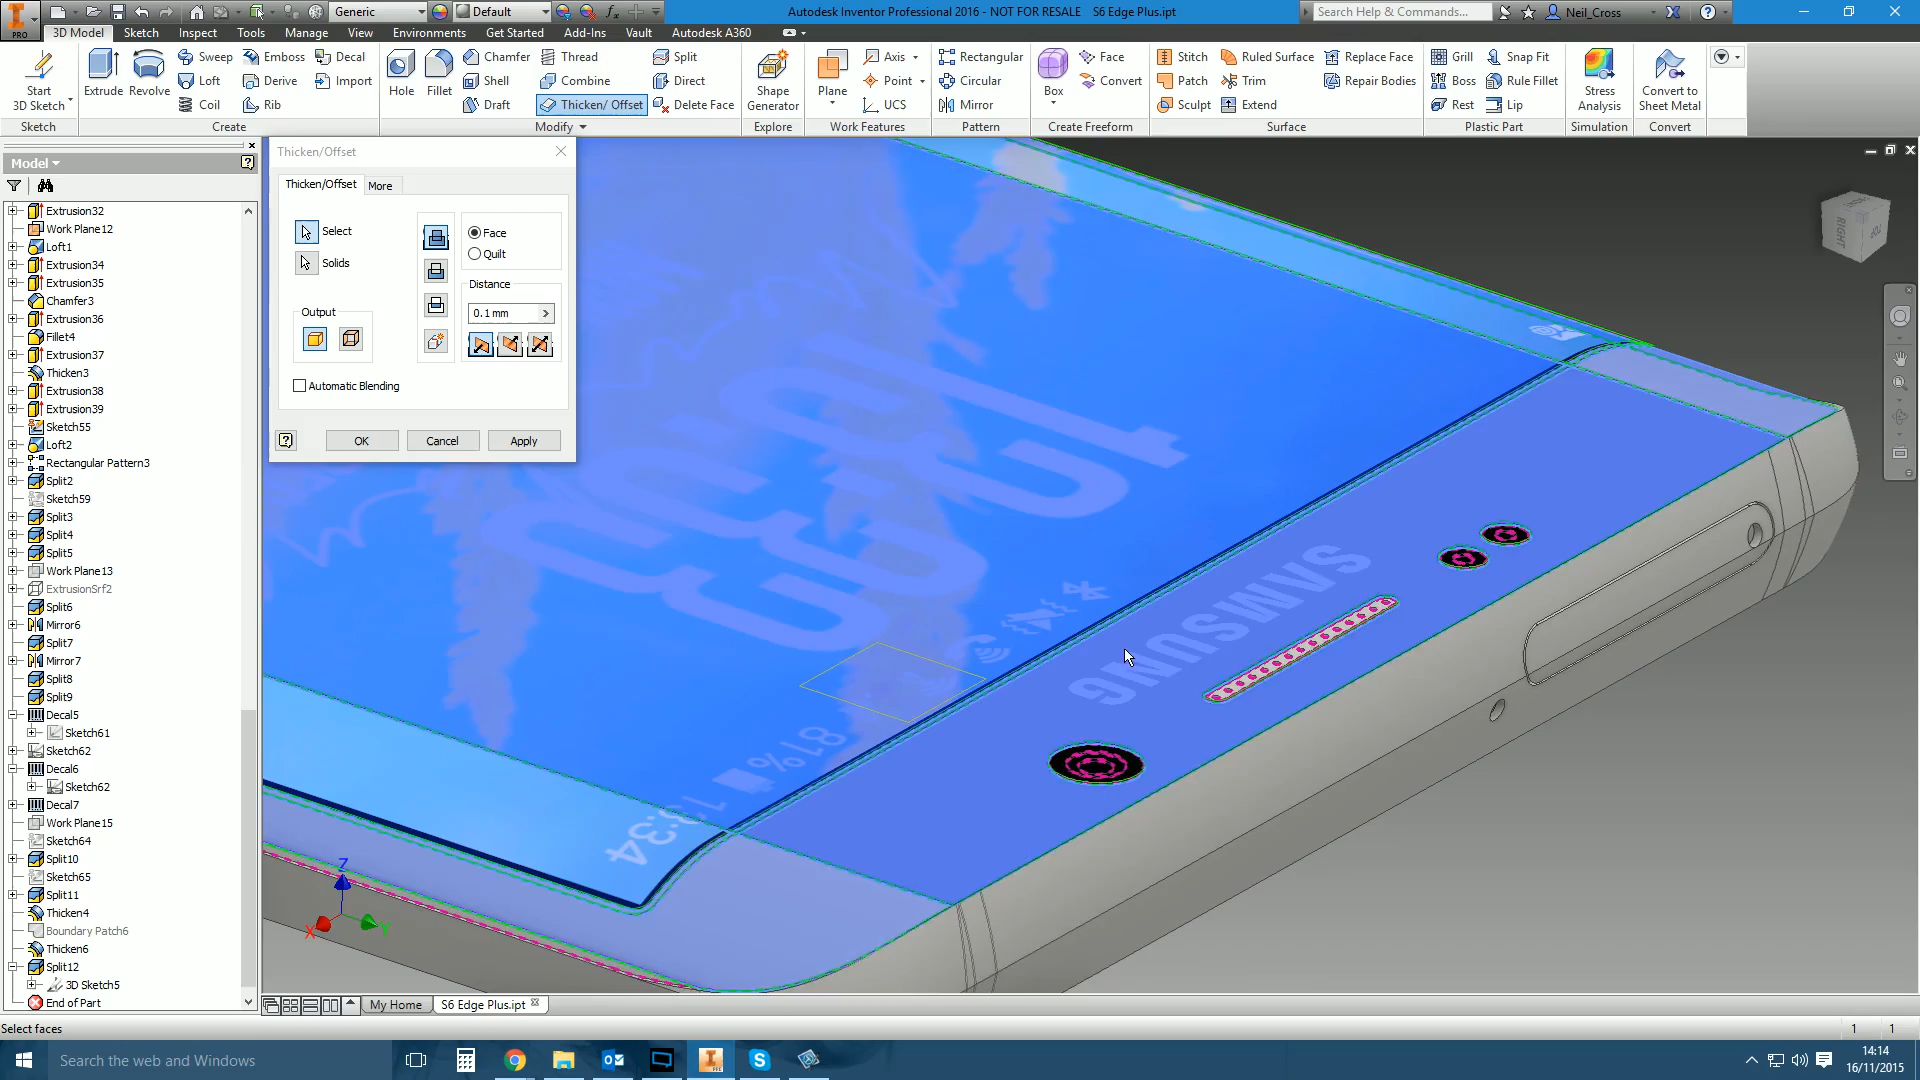 PRO
Generic
Default
Autodesk Inventor Professional 2016 - NOT FOR RESALE S6 Edge Plus.ipt
Search Help & Commands...
Neil_Cross
3D Model Sketch Inspect Tools Manage View Environments Get Started Add-Ins Vault Autodesk A360
Start
3D Sketch
Extrude Revolve
Sweep Emboss Decal
Loft Derive Import
Coil Rib
Hole Fillet
Chamfer Thread Split
Shell Combine Direct
Draft Thicken/ Offset Delete Face
Shape
Generator
Plane
Axis
Point
UCS
Rectangular
Circular
Mirror
Box
Face
Convert
Stitch Ruled Surface Replace Face
Patch Trim Repair Bodies
Sculpt Extend
Grill Snap Fit
Boss Rule Fillet
Rest Lip
Stress
Analysis
Convert to
Sheet Metal
Sketch Create Modify Explore Work Features Pattern Create Freeform Surface Plastic Part Simulation Convert
Model
Extrusion32
Work Plane12
Loft1
Extrusion34
Extrusion35
Chamfer3
Extrusion36
Fillet4
Extrusion37
Thicken3
Extrusion38
Extrusion39
Sketch55
Loft2
Rectangular Pattern3
Split2
Sketch59
Split3
Split4
Split5
Work Plane13
ExtrusionSrf2
Split6
Mirror6
Split7
Mirror7
Split8
Split9
Decal5
Sketch61
Sketch62
Decal6
Sketch62
Decal7
Work Plane15
Sketch64
Split10
Sketch65
Split11
Thicken4
Boundary Patch6
Thicken6
Split12
3D Sketch5
End of Part
Thicken/Offset
Thicken/Offset More
Select
Solids
Face
Quilt
Distance
0.1 mm
Output
Automatic Blending
OK Cancel Apply
RIGHT
TOP
SAMSUNG
81%
13:34
Z
X
Y
My Home S6 Edge Plus.ipt
Select faces
1 1
Search the web and Windows
14:14
16/11/2015